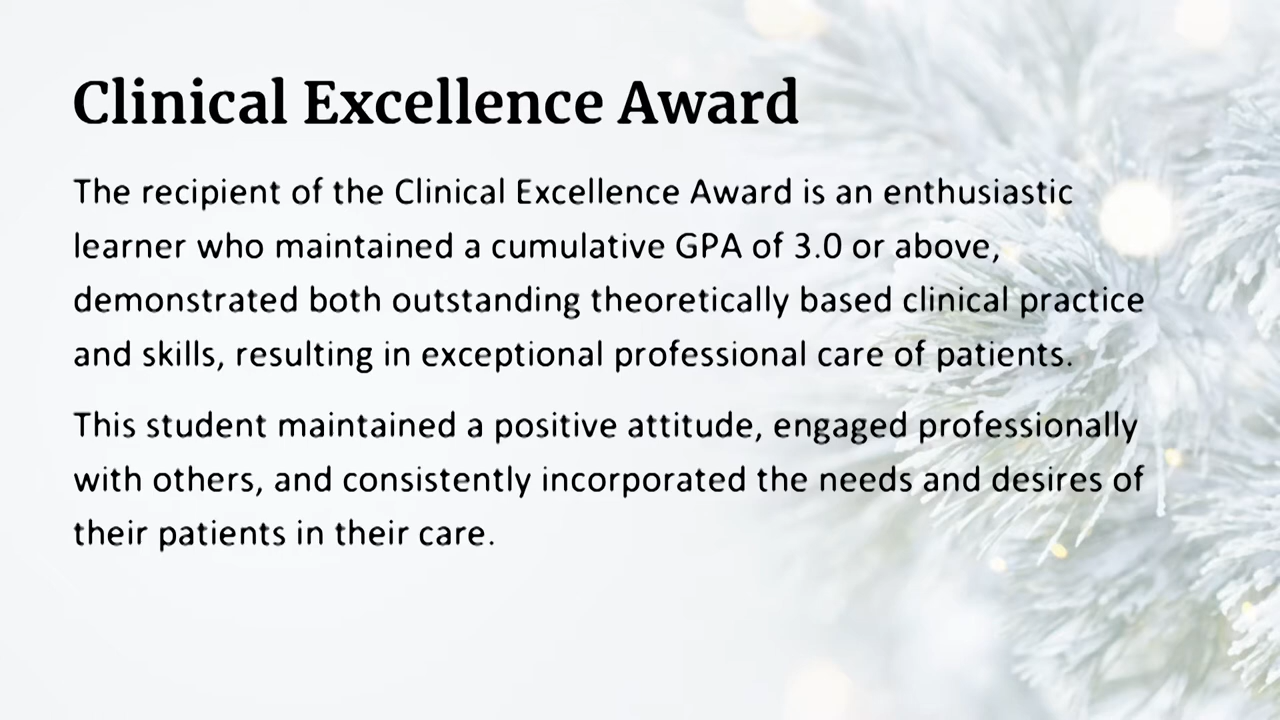 Clinical Excellence Award
The recipient of the Clinical Excellence Award is an enthusiastic
learner who maintained a cumulative GPA of 3.0 or above,
demonstrated both outstanding theoretically based clinical practice
and skills, resulting in exceptional professional care of patients.
This student maintained a positive attitude, engaged professionally
with others, and consistently incorporated the needs and desires of
their patients in their care.